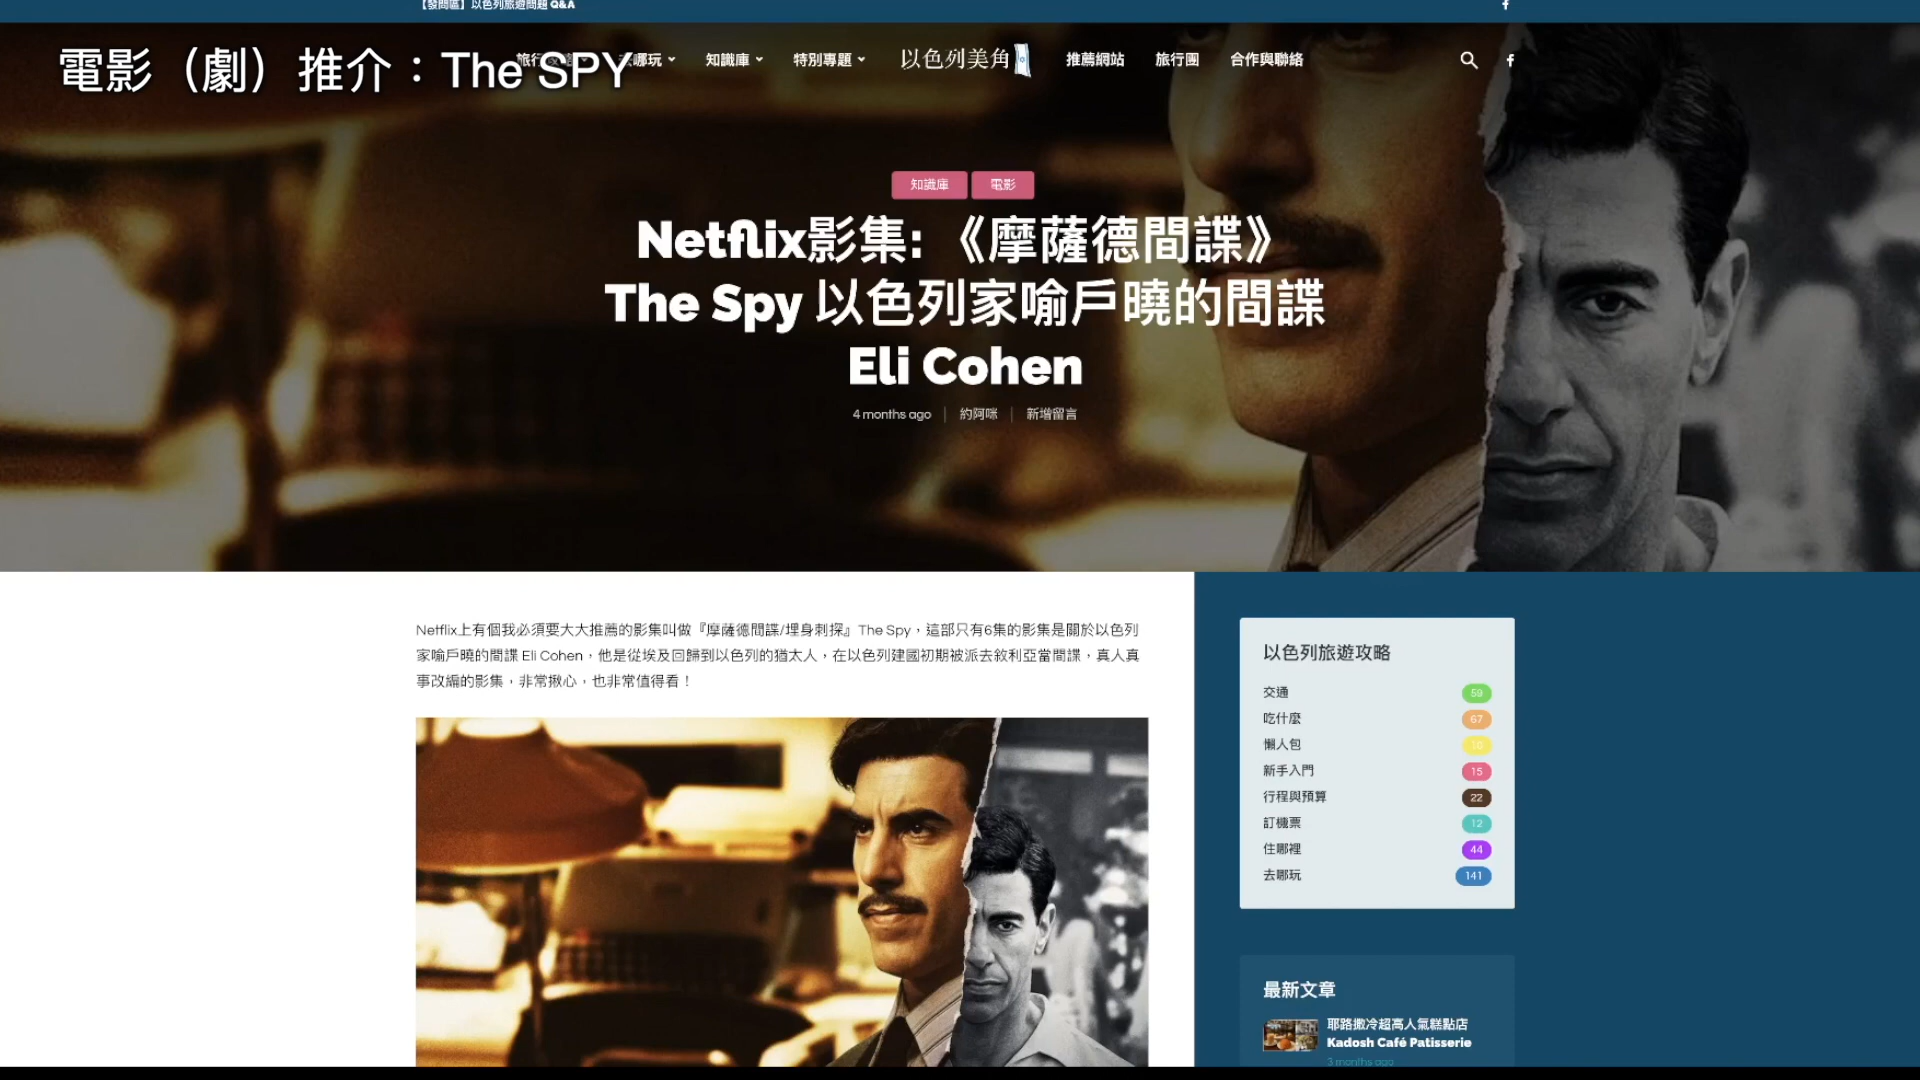 【發問區】以色列旅遊問題 Q&A
電影（劇）推介：The SPY
去哪玩
知識庫
特別專題
以色列美角
推薦網站
旅行團
合作與聯絡
知識庫
電影
Netflix影集: 《摩薩德間諜》
The Spy 以色列家喻戶曉的間諜
Eli Cohen
4 months ago
約阿咪
新增留言
Netflix上有個我必須要大大推薦的影集叫做『摩薩德間諜/埋身刺探』The Spy，這部只有6集的影集是關於以色列
家喻戶曉的間諜 Eli Cohen，他是從埃及回歸到以色列的猶太人，在以色列建國初期被派去敘利亞當間諜，真人真
事改編的影集，非常揪心，也非常值得看！
以色列旅遊攻略
交通 59
吃什麼 67
懶人包 10
新手入門 15
行程與預算 22
訂機票 12
住哪裡 44
去哪玩 141
最新文章
耶路撒冷超高人氣糕點店
Kadosh Café Patisserie
3 months ago